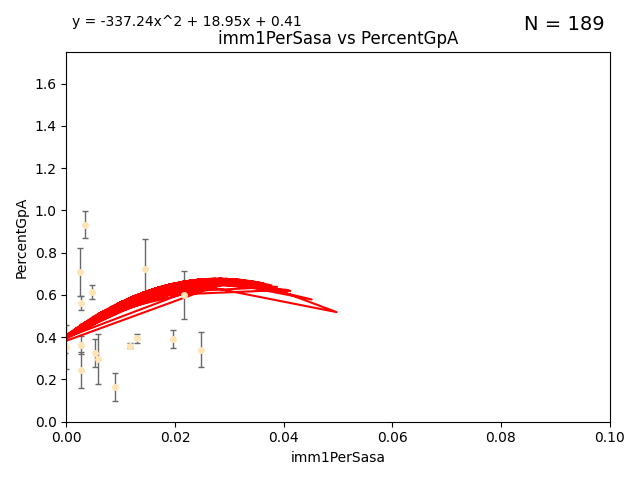 y = -337.24x^2 + 18.95x + 0.41
N = 189
imm1PerSasa vs PercentGpA
1.6
1.4
1.2
1.0
0.8
0.6
0.4
0.2
0.0
PercentGpA
0.00 0.02 0.04 0.06 0.08 0.10
imm1PerSasa